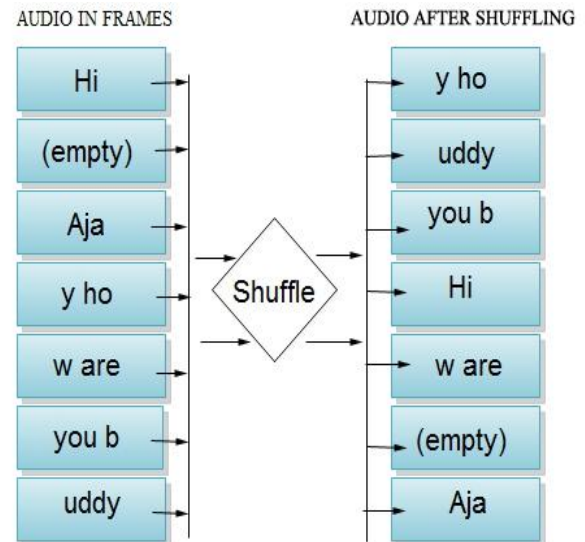 AUDIO IN FRAMES
Hi
(empty)
Aja
y ho
w are
you b
uddy
Shuffle
AUDIO AFTER SHUFFLING
y ho
uddy
you b
Hi
w are
(empty)
Aja